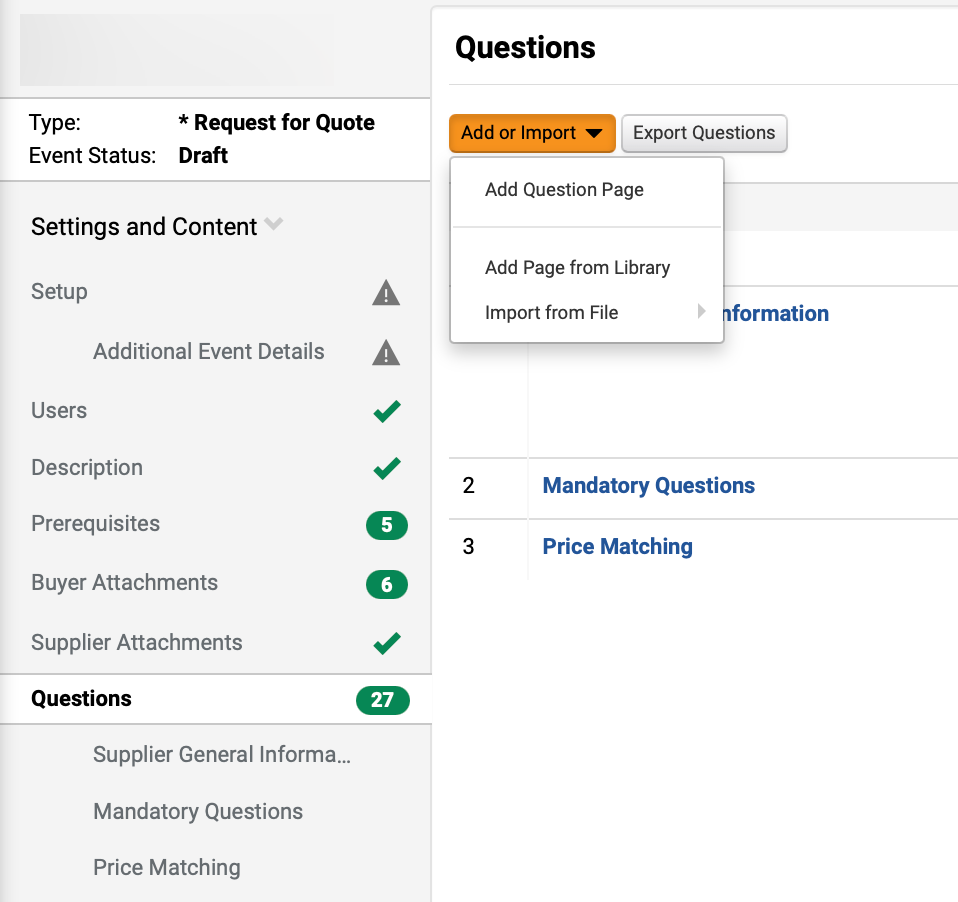 Type: * Request for Quote
Event Status: Draft
Settings and Content
Setup
Additional Event Details
Users
Description
Prerequisites 5
Buyer Attachments 6
Supplier Attachments
Questions 27
Supplier General Informa...
Mandatory Questions
Price Matching
Questions
Add or Import Export Questions
Add Question Page
Add Page from Library
Import from File
nformation
2 Mandatory Questions
3 Price Matching